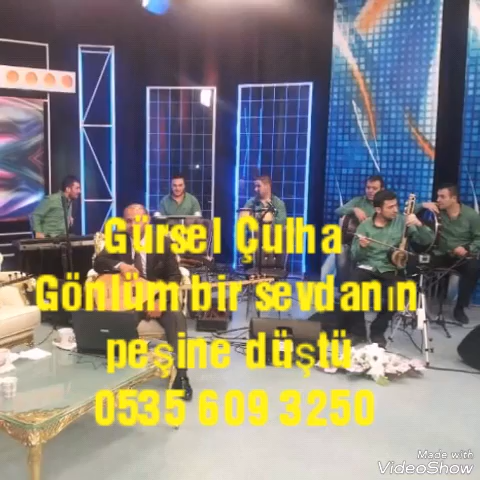 Gürsel Çulha
Gönlüm bir sevdanın
peşine düştü
0535 609 3250
Made with
VideoShow